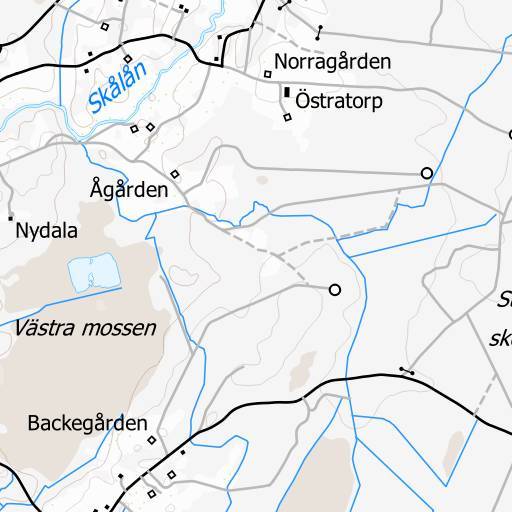 Norragården
Skålån
Östratorp
Ågården
Nydala
Västra mossen
Backegården